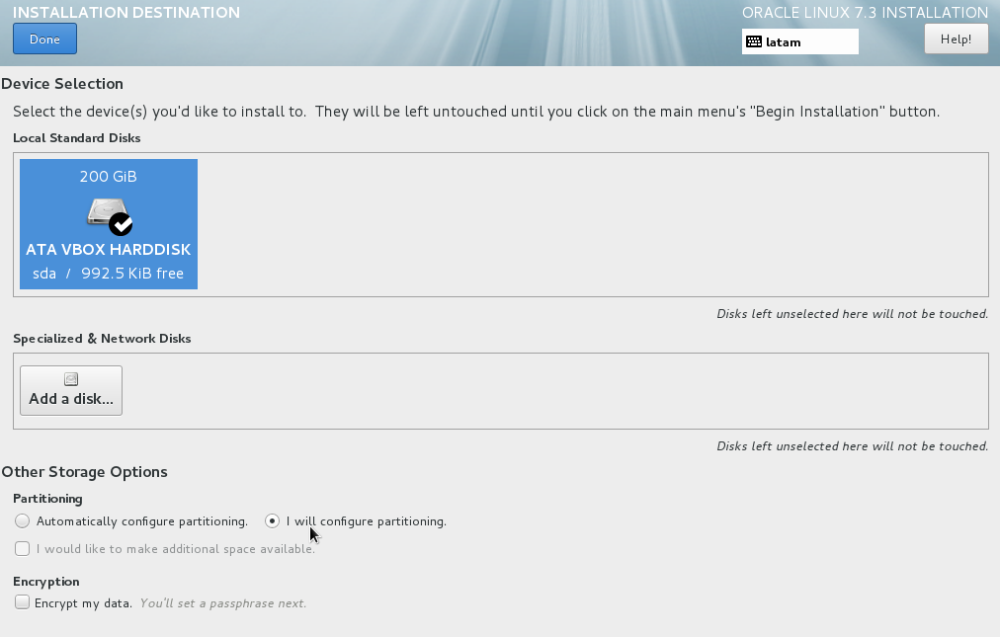 INSTALLATION DESTINATION
ORACLE LINUX 7.3 INSTALLATION
Done
latam
Help!
Device Selection
Select the device(s) you'd like to install to.  They will be left untouched until you click on the main menu's "Begin Installation" button.
Local Standard Disks
200 GiB
ATA VBOX HARDDISK
sda / 992.5 KiB free
Disks left unselected here will not be touched.
Specialized & Network Disks
Add a disk...
Disks left unselected here will not be touched.
Other Storage Options
Partitioning
Automatically configure partitioning. I will configure partitioning.
I would like to make additional space available.
Encryption
Encrypt my data. You'll set a passphrase next.